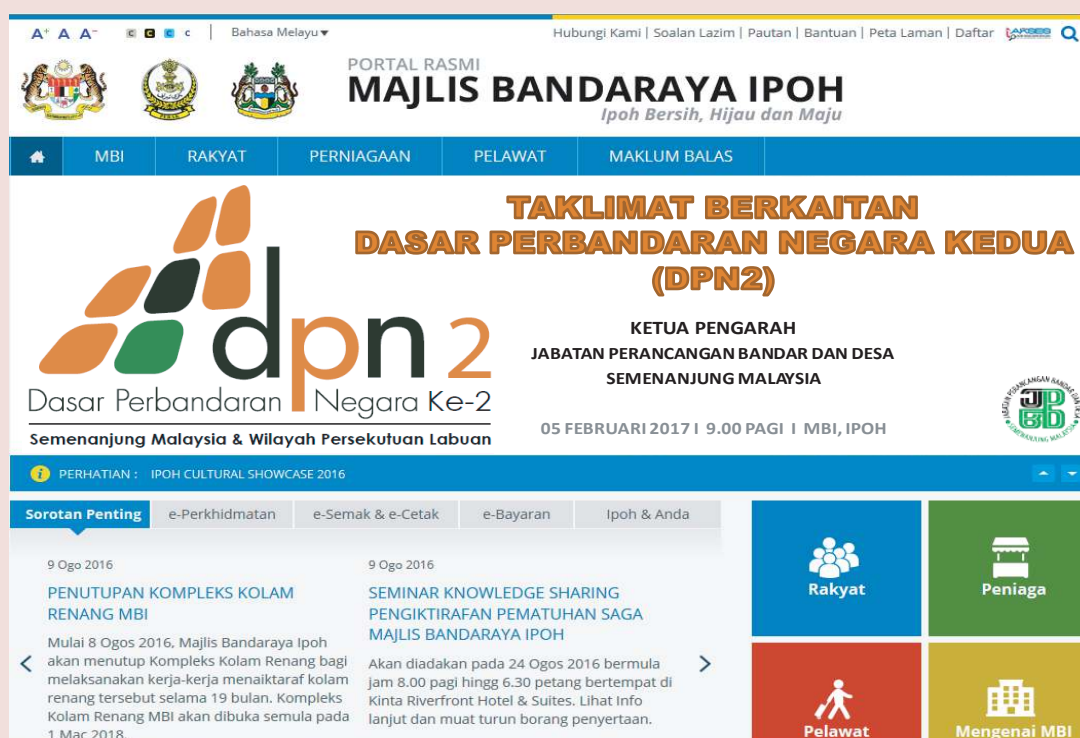 A+ A A- C C C C | Bahasa Melayu▼
Hubungi Kami | Soalan Lazim | Pautan | Bantuan | Peta Laman | Daftar
PORTAL RASMI
MAJLIS BANDARAYA IPOH
Ipoh Bersih, Hijau dan Maju
MBI RAKYAT PERNIAGAAN PELAWAT MAKLUM BALAS
TAKLIMAT BERKAITAN
DASAR PERBANDARAN NEGARA KEDUA
(DPN2)
dpn 2
Dasar Perbandaran Negara Ke-2
Semenanjung Malaysia & Wilayah Persekutuan Labuan
KETUA PENGARAH
JABATAN PERANCANGAN BANDAR DAN DESA
SEMENANJUNG MALAYSIA
05 FEBRUARI 2017 I 9.00 PAGI I MBI, IPOH
PERHATIAN : IPOH CULTURAL SHOWCASE 2016
Sorotan Penting e-Perkhidmatan e-Semak & e-Cetak e-Bayaran Ipoh & Anda
9 Ogo 2016
PENUTUPAN KOMPLEKS KOLAM
RENANG MBI
Mulai 8 Ogos 2016, Majlis Bandaraya Ipoh
akan menutup Kompleks Kolam Renang bagi
melaksanakan kerja-kerja menaiktaraf kolam
renang tersebut selama 19 bulan. Kompleks
Kolam Renang MBI akan dibuka semula pada
1 Mac 2018.
9 Ogo 2016
SEMINAR KNOWLEDGE SHARING
PENGIKTIRAFAN PEMATUHAN SAGA
MAJLIS BANDARAYA IPOH
Akan diadakan pada 24 Ogos 2016 bermula
jam 8.00 pagi hingg 6.30 petang bertempat di
Kinta Riverfront Hotel & Suites. Lihat Info
lanjut dan muat turun borang penyertaan.
Rakyat
Peniaga
Pelawat
Mengenai MBI